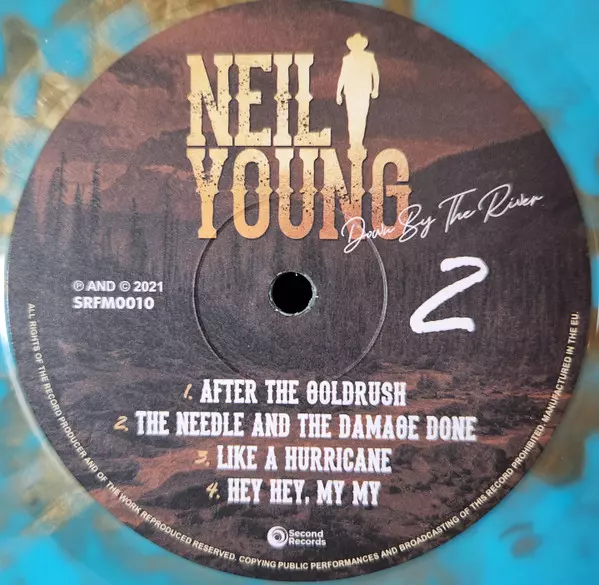 NEIL
YOUNG
Down By The River
℗ AND © 2021
SRFM0010
2
1. AFTER THE GOLDRUSH
2. THE NEEDLE AND THE DAMAGE DONE
3. LIKE A HURRICANE
4. HEY HEY, MY MY
Second
Records
ALL RIGHTS OF THE RECORD PRODUCER AND OF THE WORK REPRODUCED RESERVED. COPYING PUBLIC PERFORMANCES AND BROADCASTING OF THIS RECORD PROHIBITED. MANUFACTURED IN THE EU.